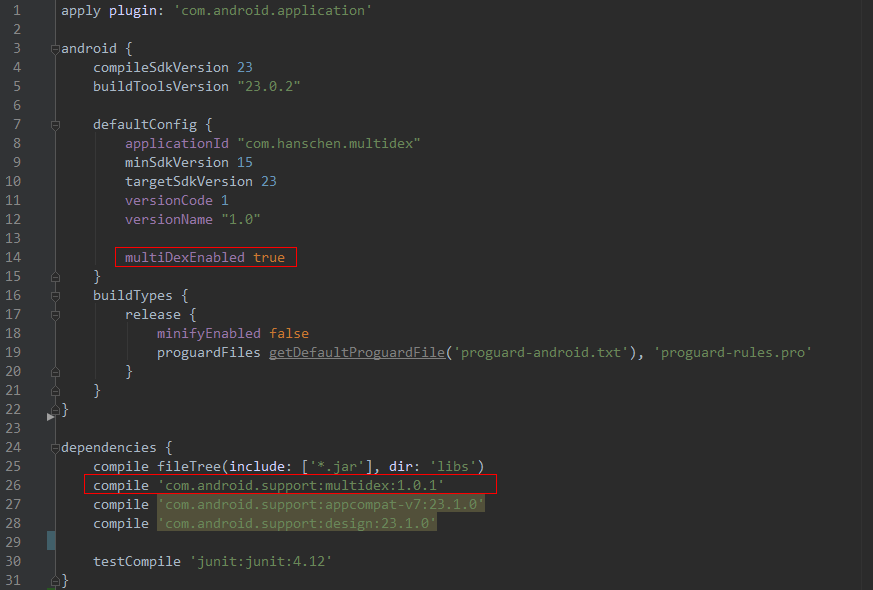 1 apply plugin: 'com.android.application'
2
3 android {
4 compileSdkVersion 23
5 buildToolsVersion "23.0.2"
6
7 defaultConfig {
8 applicationId "com.hanschen.multidex"
9 minSdkVersion 15
10 targetSdkVersion 23
11 versionCode 1
12 versionName "1.0"
13
14 multiDexEnabled true
15 }
16 buildTypes {
17 release {
18 minifyEnabled false
19 proguardFiles getDefaultProguardFile('proguard-android.txt'), 'proguard-rules.pro'
20 }
21 }
22 }
23
24 dependencies {
25 compile fileTree(include: ['*.jar'], dir: 'libs')
26 compile 'com.android.support:multidex:1.0.1'
27 compile 'com.android.support:appcompat-v7:23.1.0'
28 compile 'com.android.support:design:23.1.0'
29
30 testCompile 'junit:junit:4.12'
31 }